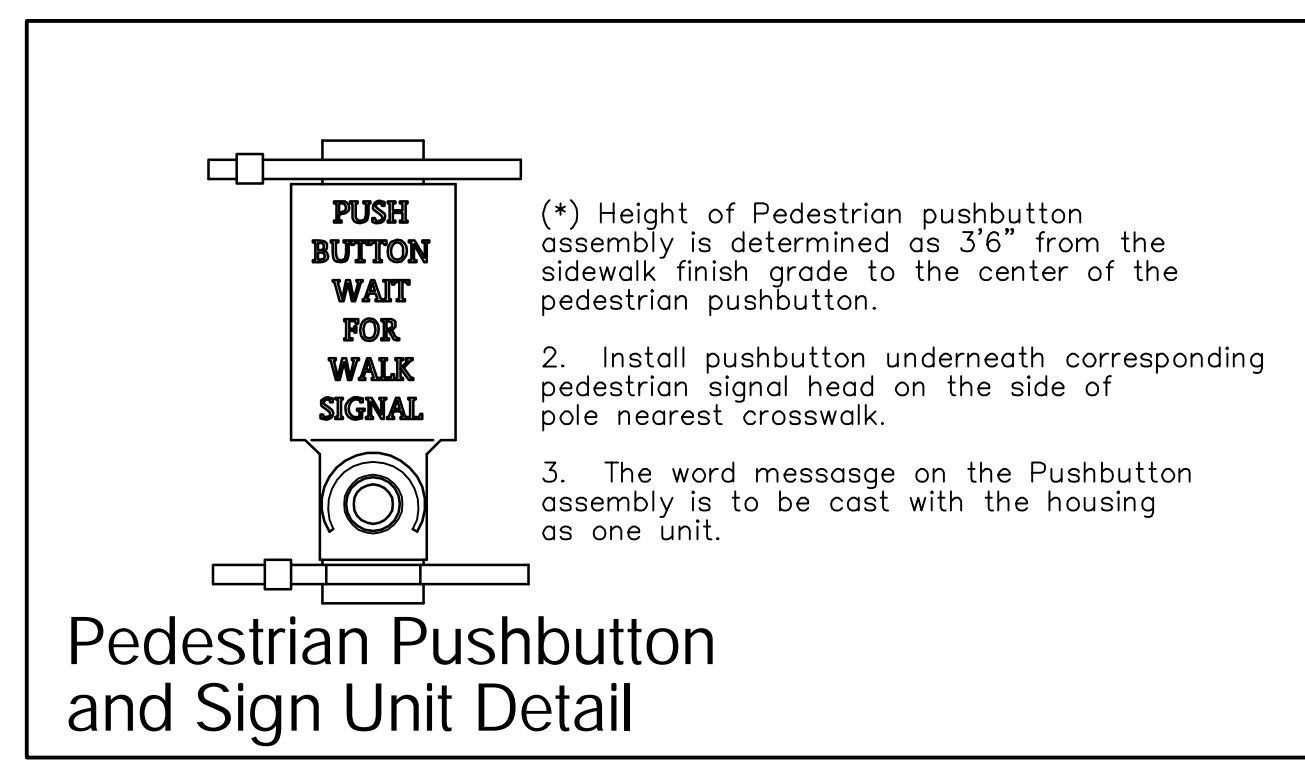 PUSH
BUTTON
WAIT
FOR
WALK
SIGNAL
(*) Height of Pedestrian pushbutton
assembly is determined as 3'6" from the
sidewalk finish grade to the center of the
pedestrian pushbutton.
2. Install pushbutton underneath corresponding
pedestrian signal head on the side of
pole nearest crosswalk.
3. The word messasge on the Pushbutton
assembly is to be cast with the housing
as one unit.
Pedestrian Pushbutton
and Sign Unit Detail